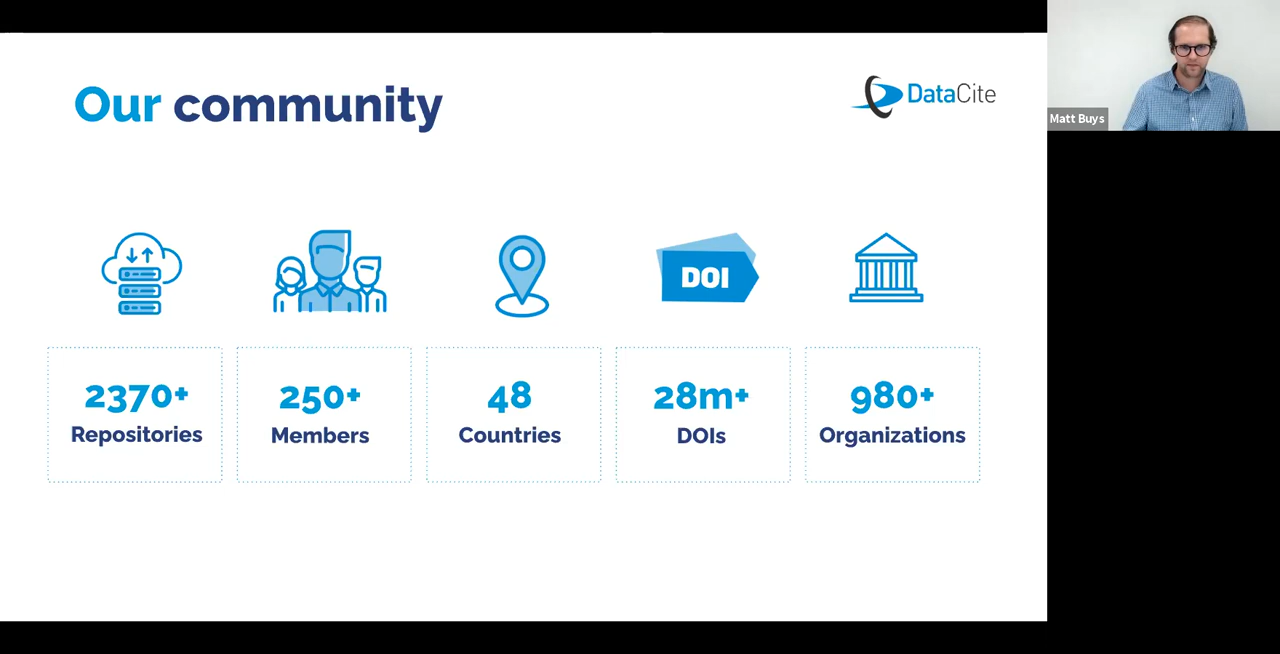 Our community
DataCite
Matt Buys
DOI
2370+
Repositories
250+
Members
48
Countries
28m+
DOIs
980+
Organizations